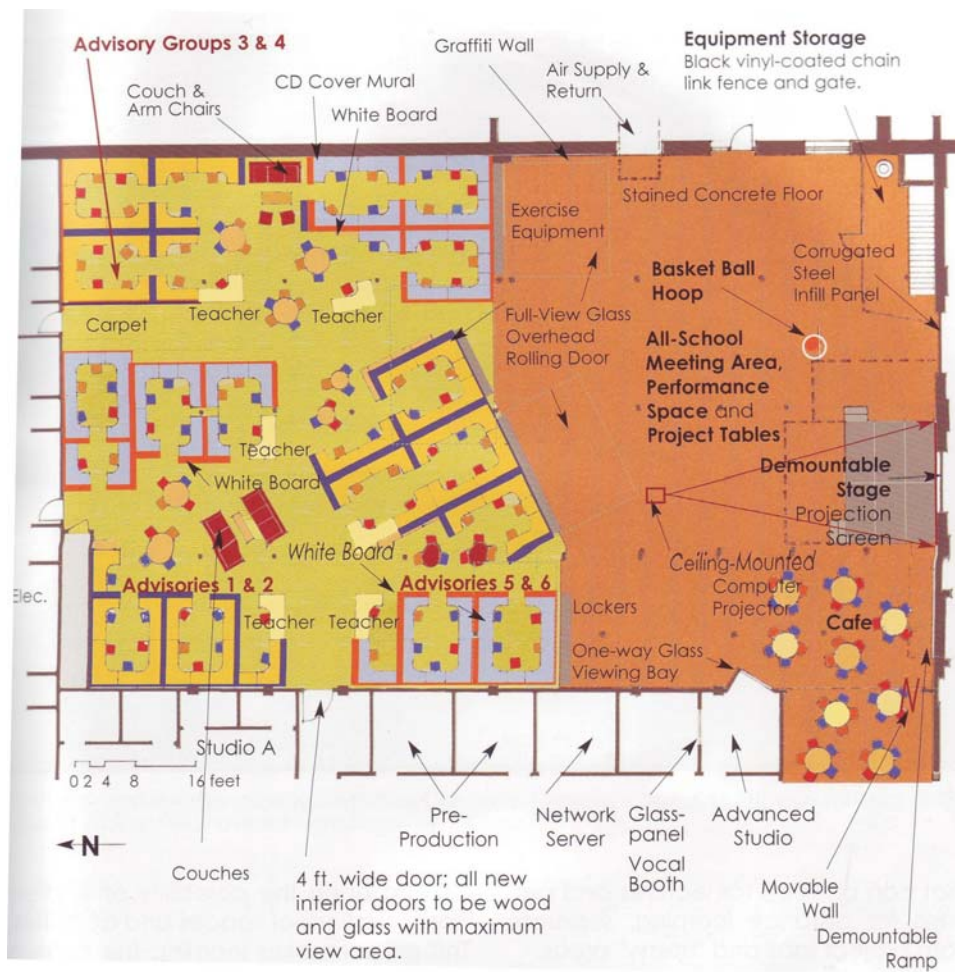 Advisory Groups 3 & 4
Couch &
Arm Chairs
CD Cover Mural
White Board
Graffiti Wall
Air Supply &
Return
Equipment Storage
Black vinyl-coated chain
link fence and gate.
Stained Concrete Floor
Exercise
Equipment
Corrugated
Steel
Infill Panel
Basket Ball
Hoop
Carpet
Teacher
Teacher
Full-View Glass
Overhead
Rolling Door
All-School
Meeting Area,
Performance
Space and
Project Tables
Teacher
White Board
Demountable
Stage
Projection
Screen
White Board
Ceiling-Mounted
Computer
Projector
Elec.
Advisories 1 & 2
Advisories 5 & 6
Teacher
Teacher
Lockers
Cafe
One-way Glass
Viewing Bay
Studio A
0 2 4 8 16 feet
N
Pre-
Production
Network
Server
Glass-
panel
Vocal
Booth
Advanced
Studio
Couches
4 ft. wide door; all new
interior doors to be wood
and glass with maximum
view area.
Movable
Wall
Demountable
Ramp